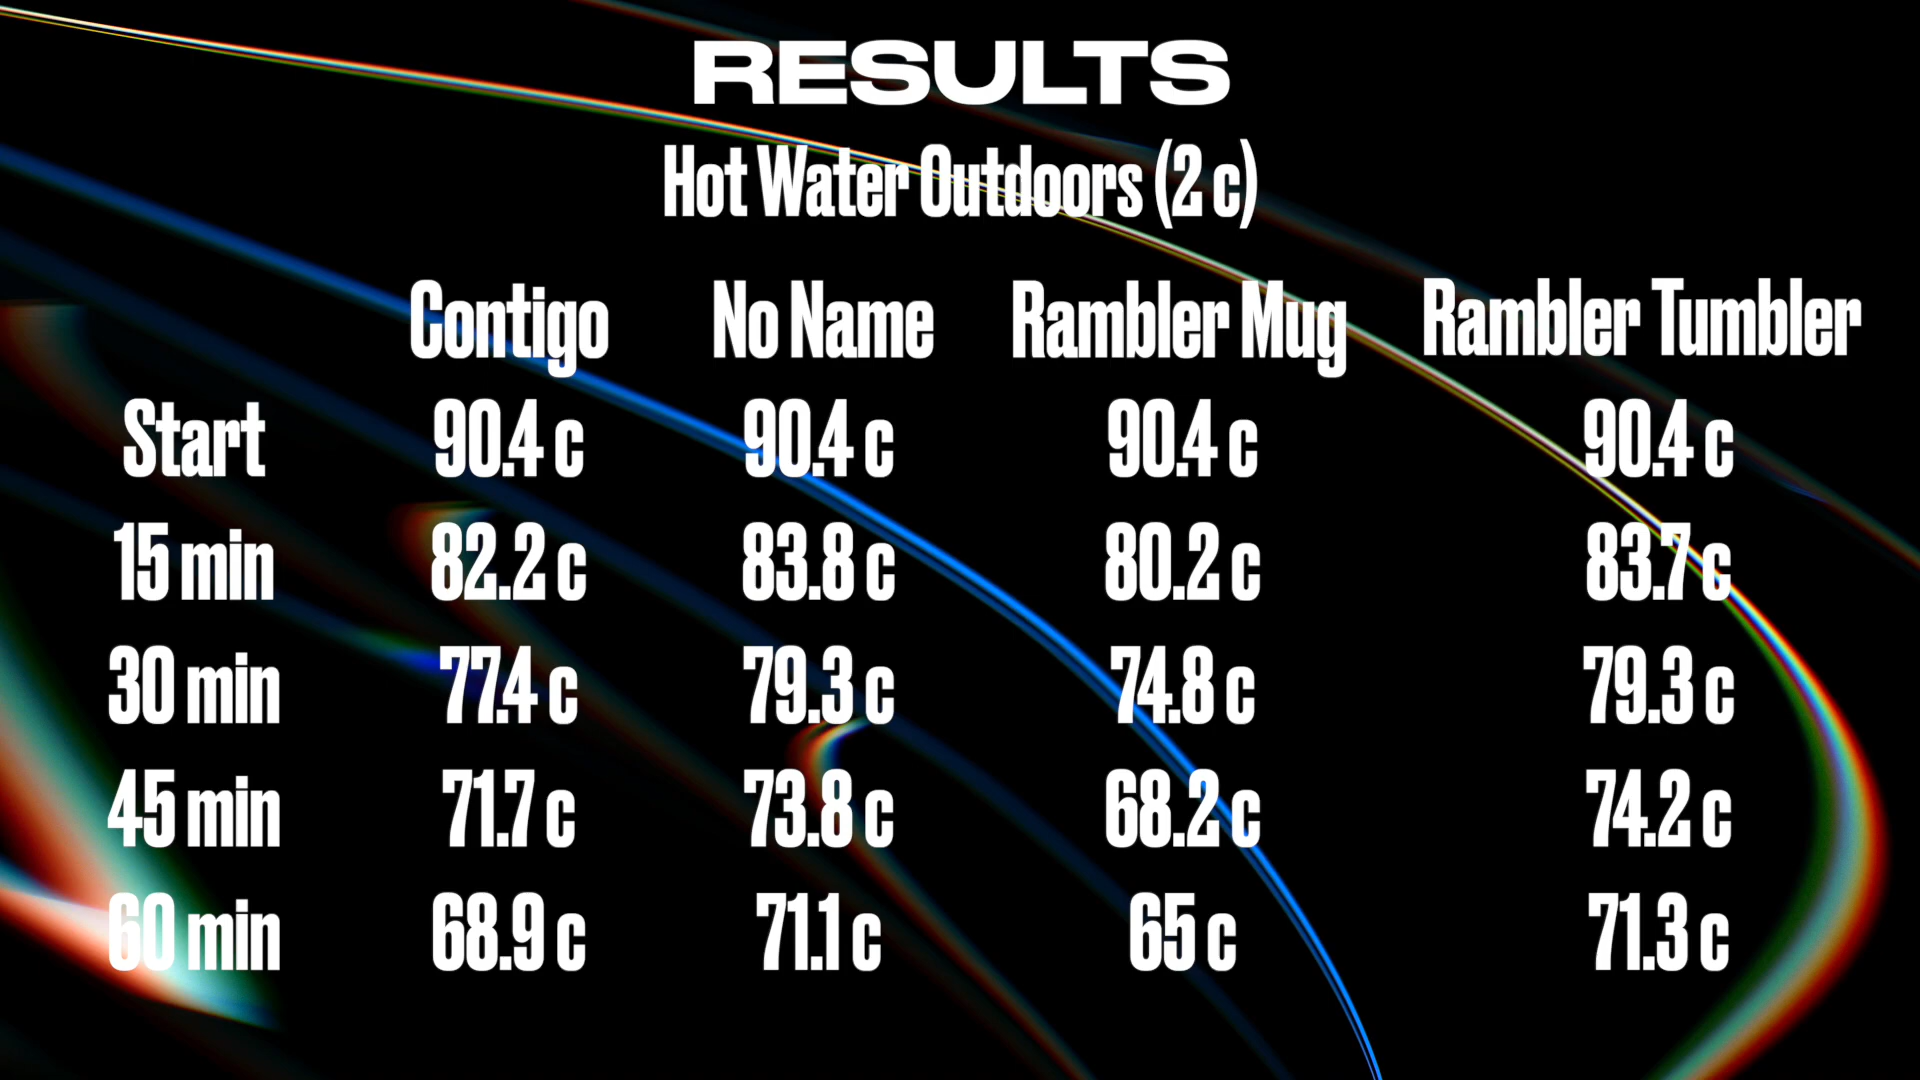 RESULTS
Hot Water Outdoors (2 c)
Contigo No Name Rambler Mug Rambler Tumbler
Start 90.4 c 90.4 c 90.4 c 90.4 c
15 min 82.2 c 83.8 c 80.2 c 83.7 c
30 min 77.4 c 79.3 c 74.8 c 79.3 c
45 min 71.7 c 73.8 c 68.2 c 74.2 c
60 min 68.9 c 71.1 c 65 c 71.3 c